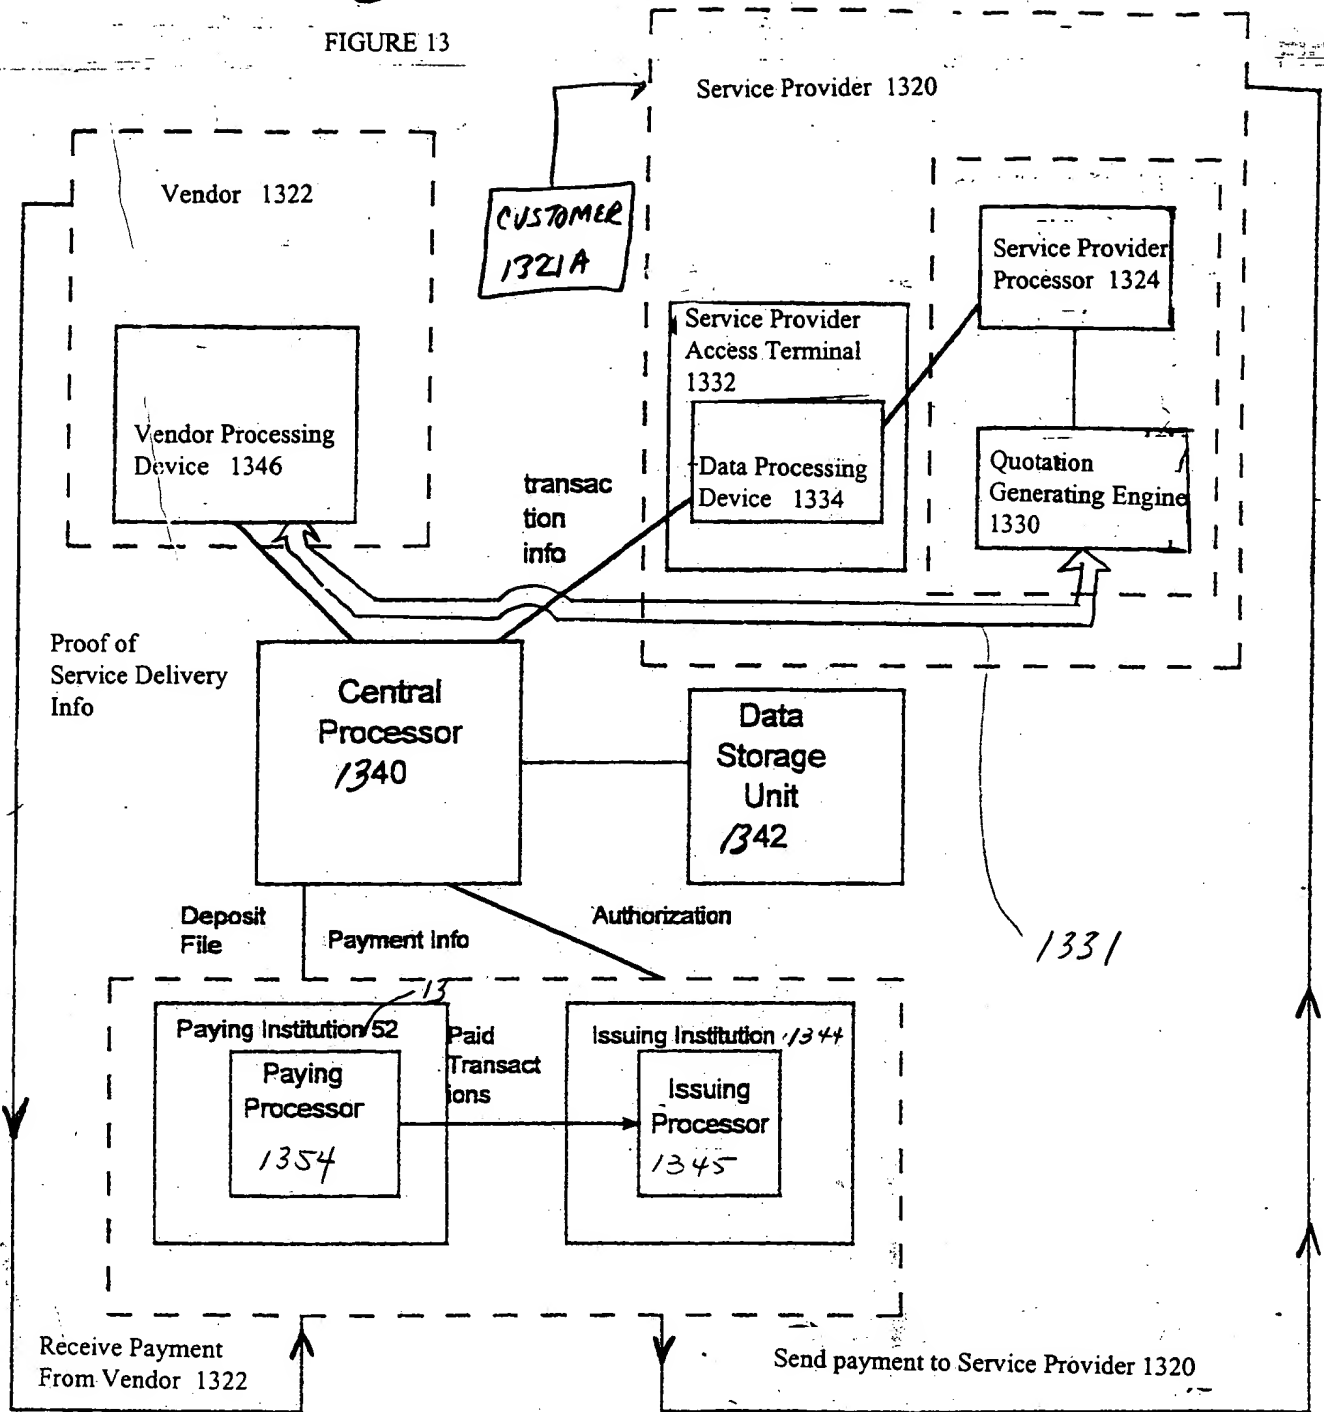 FIGURE 13
Service Provider 1320
Vendor 1322
CUSTOMER
1321A
Service Provider
Processor 1324
Service Provider
Access Terminal
1332
Vendor Processing
Device 1346
Data Processing
Device 1334
Quotation
Generating Engine
1330
transac
tion
info
Proof of
Service Delivery
Info
Central
Processor
1340
Data
Storage
Unit
1342
Deposit
File
Payment Info
Authorization
1331
13
Paying Institution 52
Paid
Transact
ions
Issuing Institution 1344
Paying
Processor
1354
Issuing
Processor
1345
Receive Payment
From Vendor 1322
Send payment to Service Provider 1320